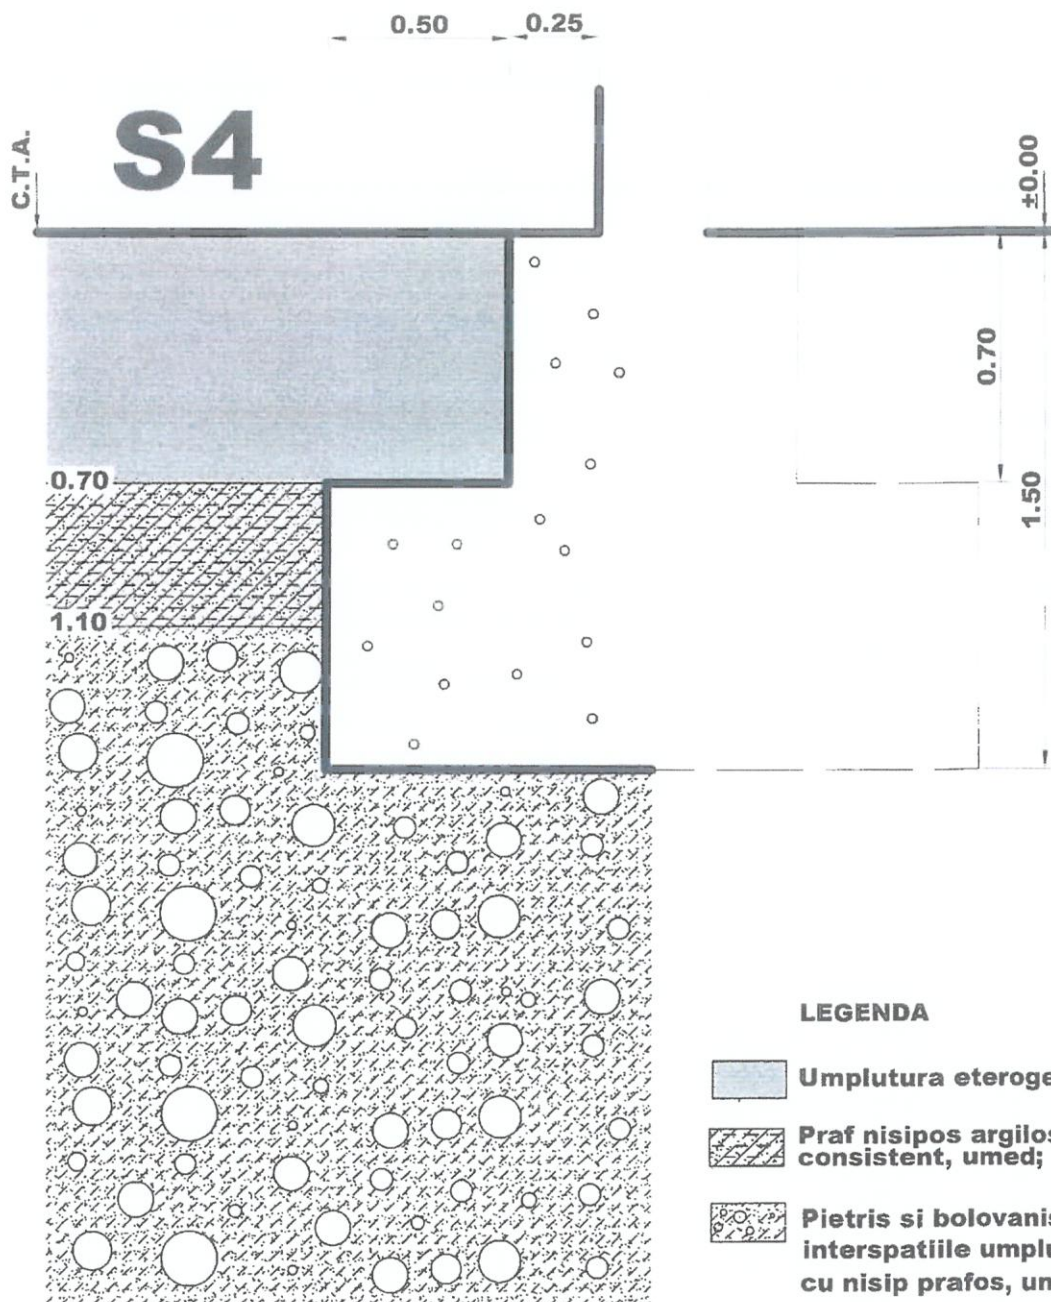 0.50
0.25
S4
C.T.A.
±0.00
0.70
1.50
0.70
1.10
LEGENDA
Umplutura eteroge
Praf nisipos argilos
consistent, umed;
Pietris si bolovanis
interspatiile umplu
cu nisip prafos, um